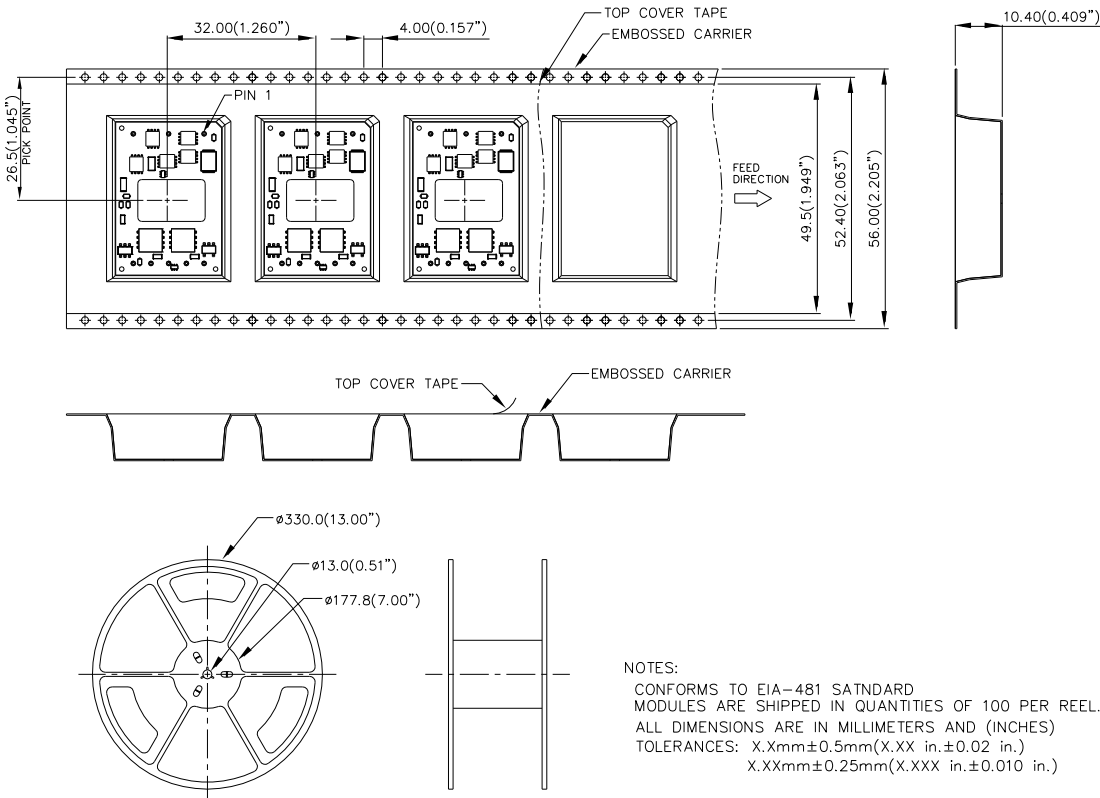 32.00(1.260”)
4.00(0.157”)
TOP COVER TAPE
EMBOSSED CARRIER
10.40(0.409”)
26.5(1.045”)
PICK POINT
PIN 1
FEED
DIRECTION
49.5(1.949”)
52.40(2.063”)
56.00(2.205”)
TOP COVER TAPE
EMBOSSED CARRIER
ø330.0(13.00”)
ø13.0(0.51”)
ø177.8(7.00”)
NOTES:
CONFORMS TO EIA-481 SATNDARD
MODULES ARE SHIPPED IN QUANTITIES OF 100 PER REEL.
ALL DIMENSIONS ARE IN MILLIMETERS AND (INCHES)
TOLERANCES: X.Xmm±0.5mm(X.XX in.±0.02 in.)
X.XXmm±0.25mm(X.XXX in.±0.010 in.)